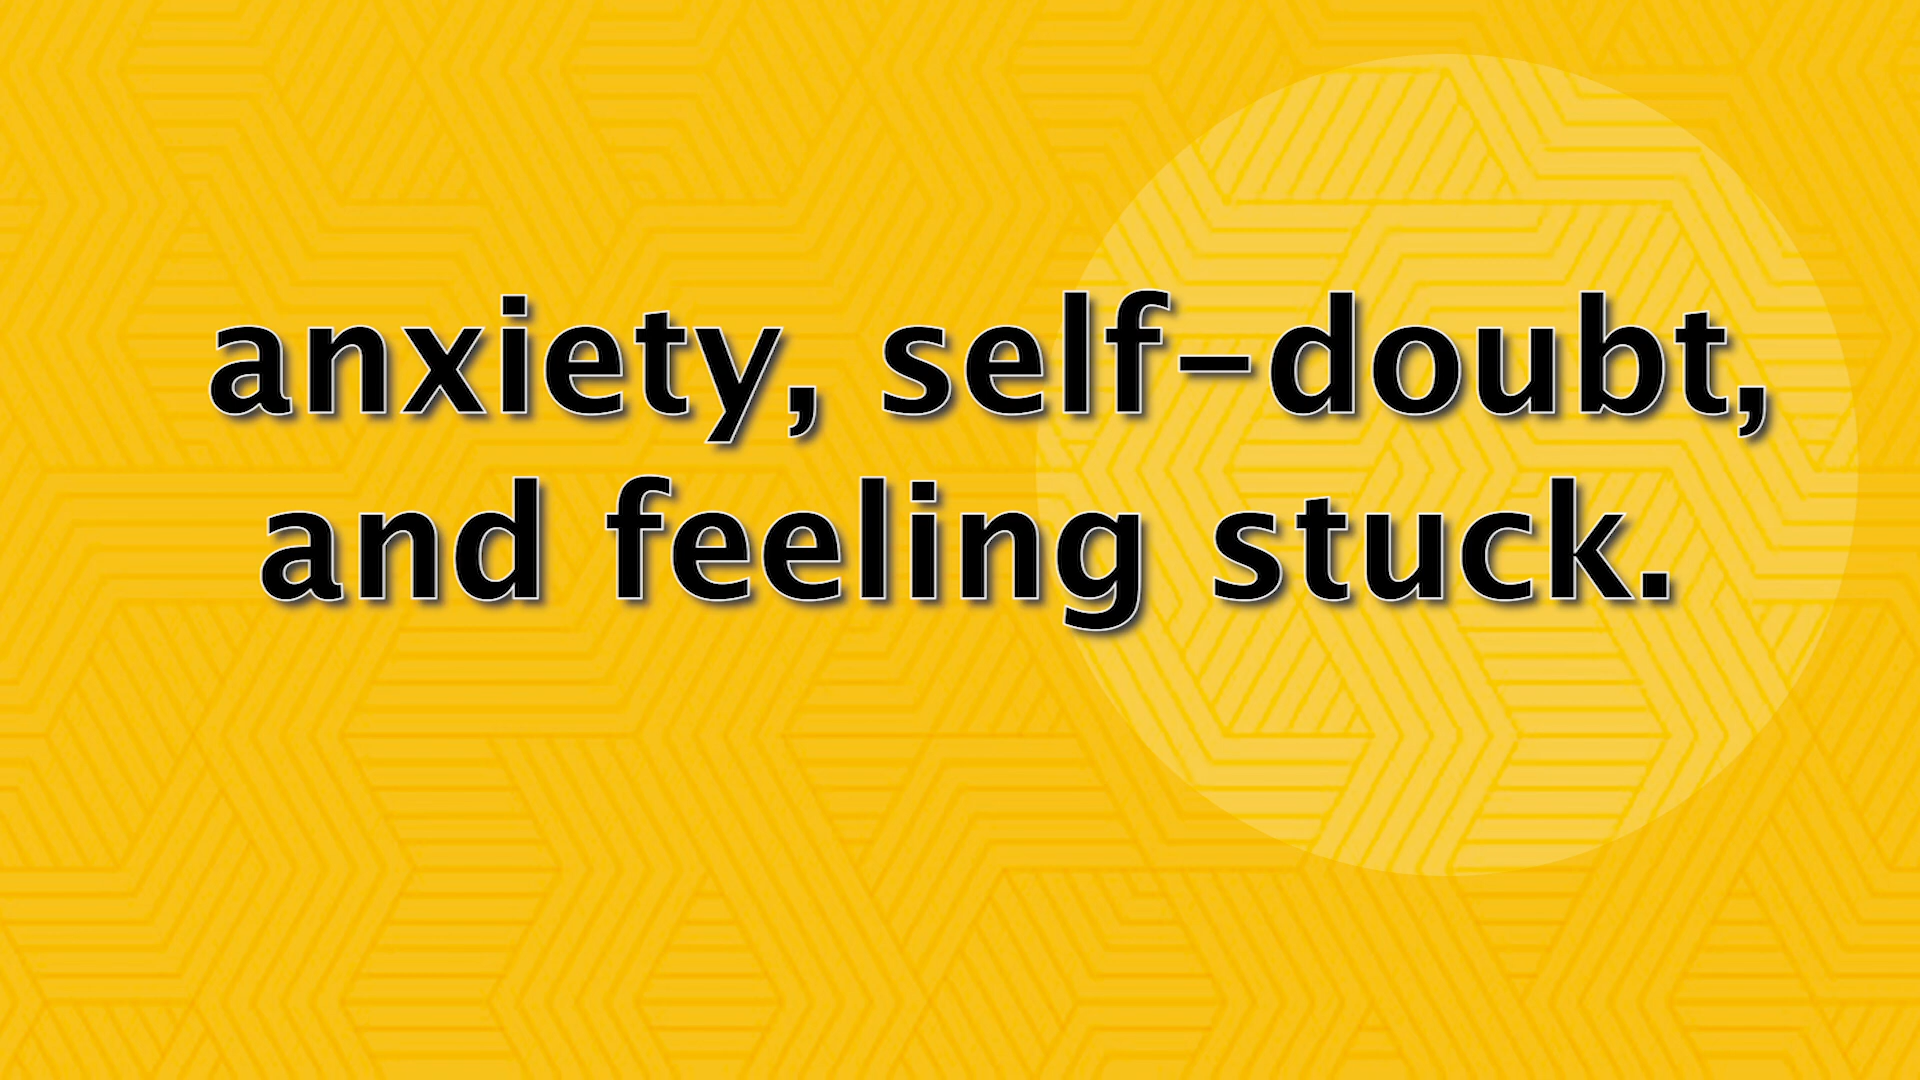 anxiety, self-doubt,
and feeling stuck.